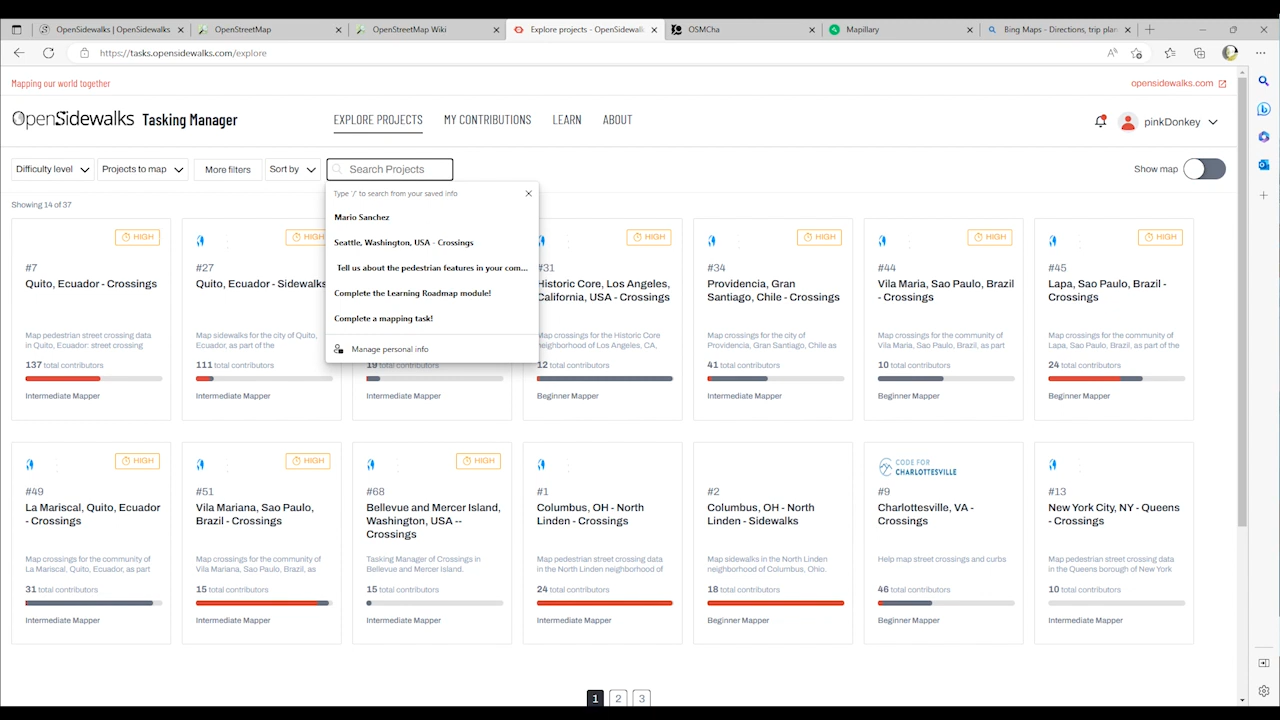 OpenSidewalks | OpenSidewalks
OpenStreetMap
OpenStreetMap Wiki
Explore projects - OpenSidewalk
OSMCha
Mapillary
Bing Maps - Directions, trip plan
https://tasks.opensidewalks.com/explore
Mapping our world together
opensidewalks.com
OpenSidewalks Tasking Manager
EXPLORE PROJECTS
MY CONTRIBUTIONS
LEARN
ABOUT
pinkDonkey
Difficulty level
Projects to map
More filters
Sort by
Search Projects
Show map
Type '/' to search from your saved info
Mario Sanchez
Seattle, Washington, USA - Crossings
Tell us about the pedestrian features in your com...
Complete the Learning Roadmap module!
Complete a mapping task!
Manage personal info
Showing 14 of 37
HIGH
#7
Quito, Ecuador - Crossings
Map pedestrian street crossing data
in Quito, Ecuador: street crossing
137 total contributors
Intermediate Mapper
HIGH
#27
Quito, Ecuador - Sidewalks
Map sidewalks for the city of Quito,
Ecuador, as part of the
111 total contributors
Intermediate Mapper
19 total contributors
Intermediate Mapper
HIGH
#31
Historic Core, Los Angeles,
California, USA - Crossings
Map crossings for the Historic Core
neighborhood of Los Angeles, CA,
12 total contributors
Beginner Mapper
HIGH
#34
Providencia, Gran
Santiago, Chile - Crossings
Map crossings for the city of
Providencia, Gran Santiago, Chile as
41 total contributors
Intermediate Mapper
HIGH
#44
Vila Maria, Sao Paulo, Brazil
- Crossings
Map crossings for the community of
Vila Maria, Sao Paulo, Brazil, as part
10 total contributors
Beginner Mapper
HIGH
#45
Lapa, Sao Paulo, Brazil -
Crossings
Map crossings for the community of
Lapa, Sao Paulo, Brazil, as part of the
24 total contributors
Beginner Mapper
HIGH
#49
La Mariscal, Quito, Ecuador
- Crossings
Map crossings for the community of
La Mariscal, Quito, Ecuador, as part
31 total contributors
Intermediate Mapper
HIGH
#51
Vila Mariana, Sao Paulo,
Brazil - Crossings
Map crossings for the community of
Vila Mariana, Sao Paulo, Brazil, as
15 total contributors
Intermediate Mapper
HIGH
#68
Bellevue and Mercer Island,
Washington, USA --
Crossings
Tasking Manager of Crossings in
Bellevue and Mercer Island.
15 total contributors
Intermediate Mapper
#1
Columbus, OH - North
Linden - Crossings
Map pedestrian street crossing data
in the North Linden neighborhood of
24 total contributors
Intermediate Mapper
#2
Columbus, OH - North
Linden - Sidewalks
Map sidewalks in the North Linden
neighborhood of Columbus, Ohio.
18 total contributors
Beginner Mapper
CODE FOR
CHARLOTTESVILLE
#9
Charlottesville, VA -
Crossings
Help map street crossings and curbs
46 total contributors
Beginner Mapper
#13
New York City, NY - Queens
- Crossings
Map pedestrian street crossing data
in the Queens borough of New York
10 total contributors
Intermediate Mapper
1 2 3